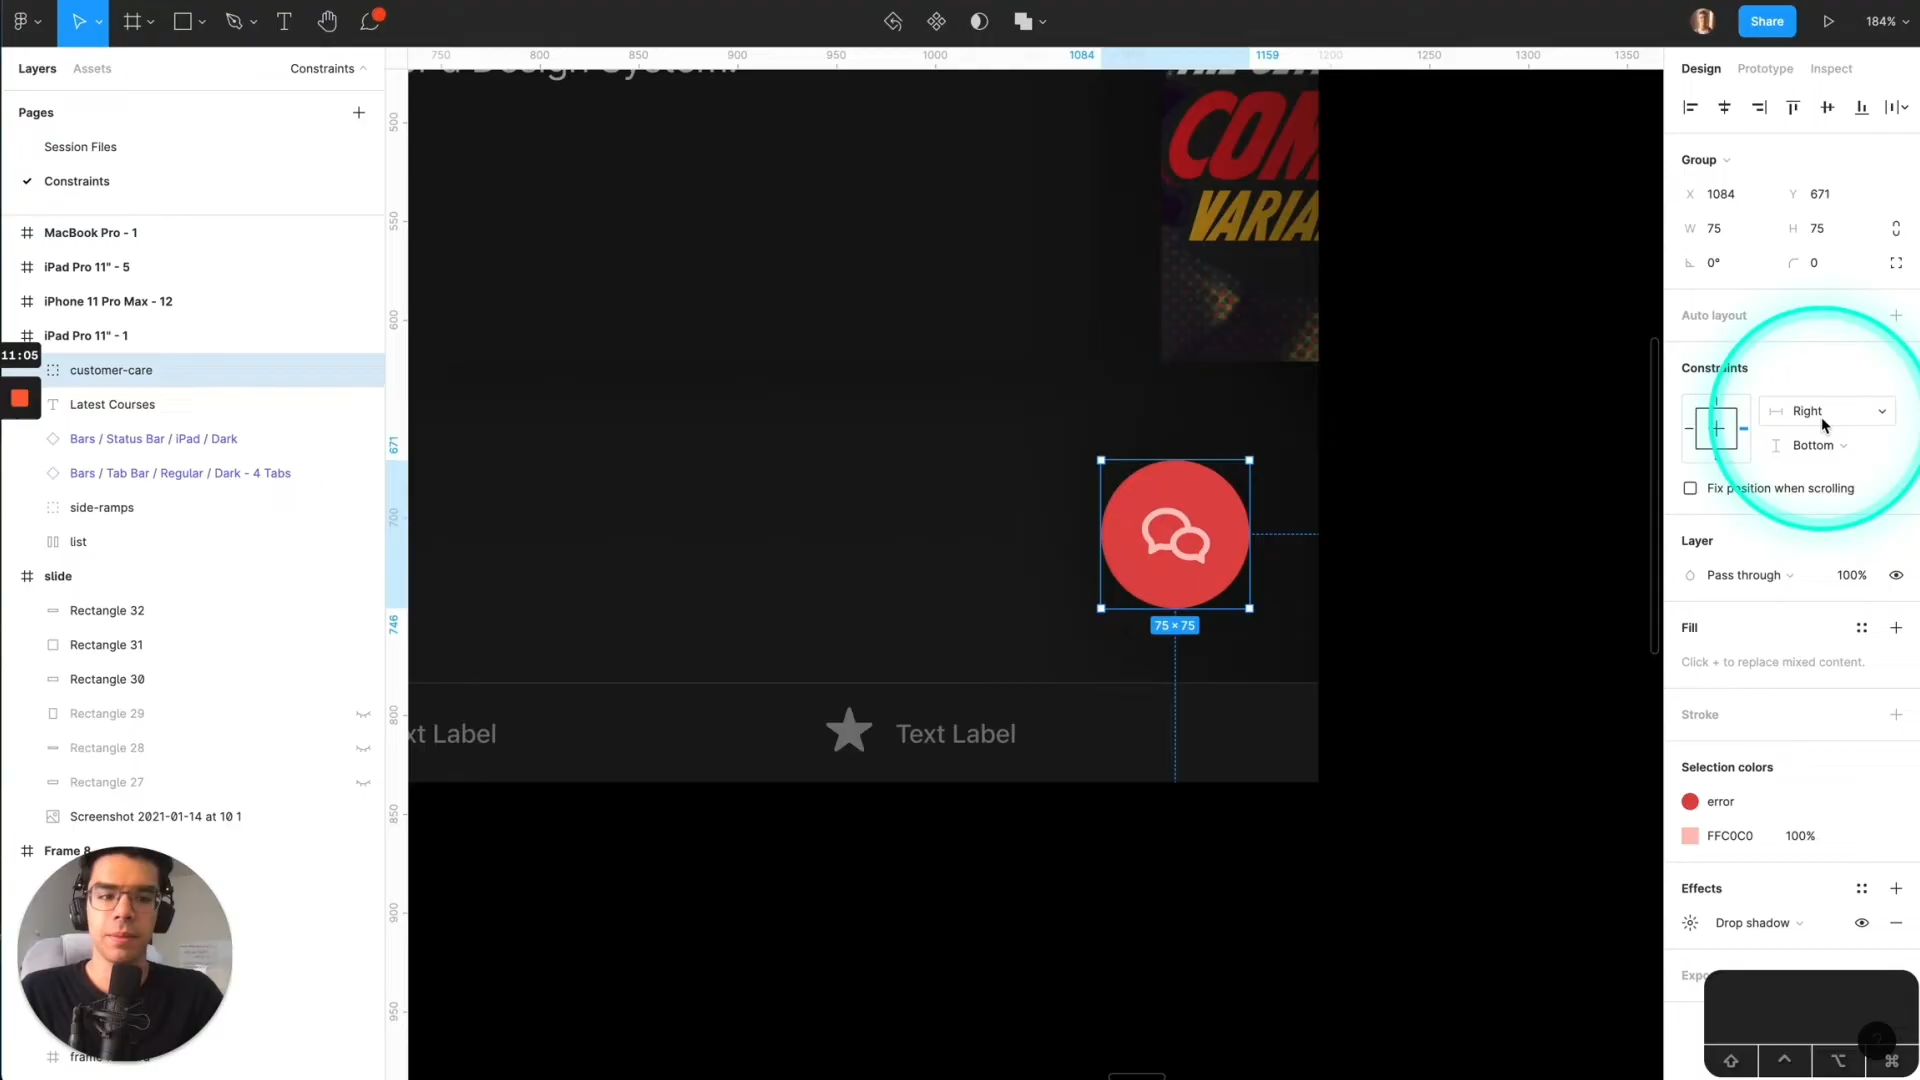 Share
184%
Layers
Assets
Constraints
Pages
Session Files
Constraints
MacBook Pro - 1
iPad Pro 11" - 5
iPhone 11 Pro Max - 12
iPad Pro 11" - 1
11:05
customer-care
Latest Courses
Bars / Status Bar / iPad / Dark
Bars / Tab Bar / Regular / Dark - 4 Tabs
side-ramps
list
slide
Rectangle 32
Rectangle 31
Rectangle 30
Rectangle 29
Rectangle 28
Rectangle 27
Screenshot 2021-01-14 at 10 1
Frame 8
750 800 850 900 950 1000 1084 1159 1200 1250 1300 1350
500
550
600
671
700
746
800
850
900
950
a Design System.
COM
VARIA
75 × 75
xt Label
Text Label
Design
Prototype
Inspect
Group
X 1084
Y 671
W 75
H 75
0°
0
Auto layout
Constraints
Right
Bottom
Fix position when scrolling
Layer
Pass through
100%
Fill
Click + to replace mixed content.
Stroke
Selection colors
error
FFC0C0
100%
Effects
Drop shadow
Expo